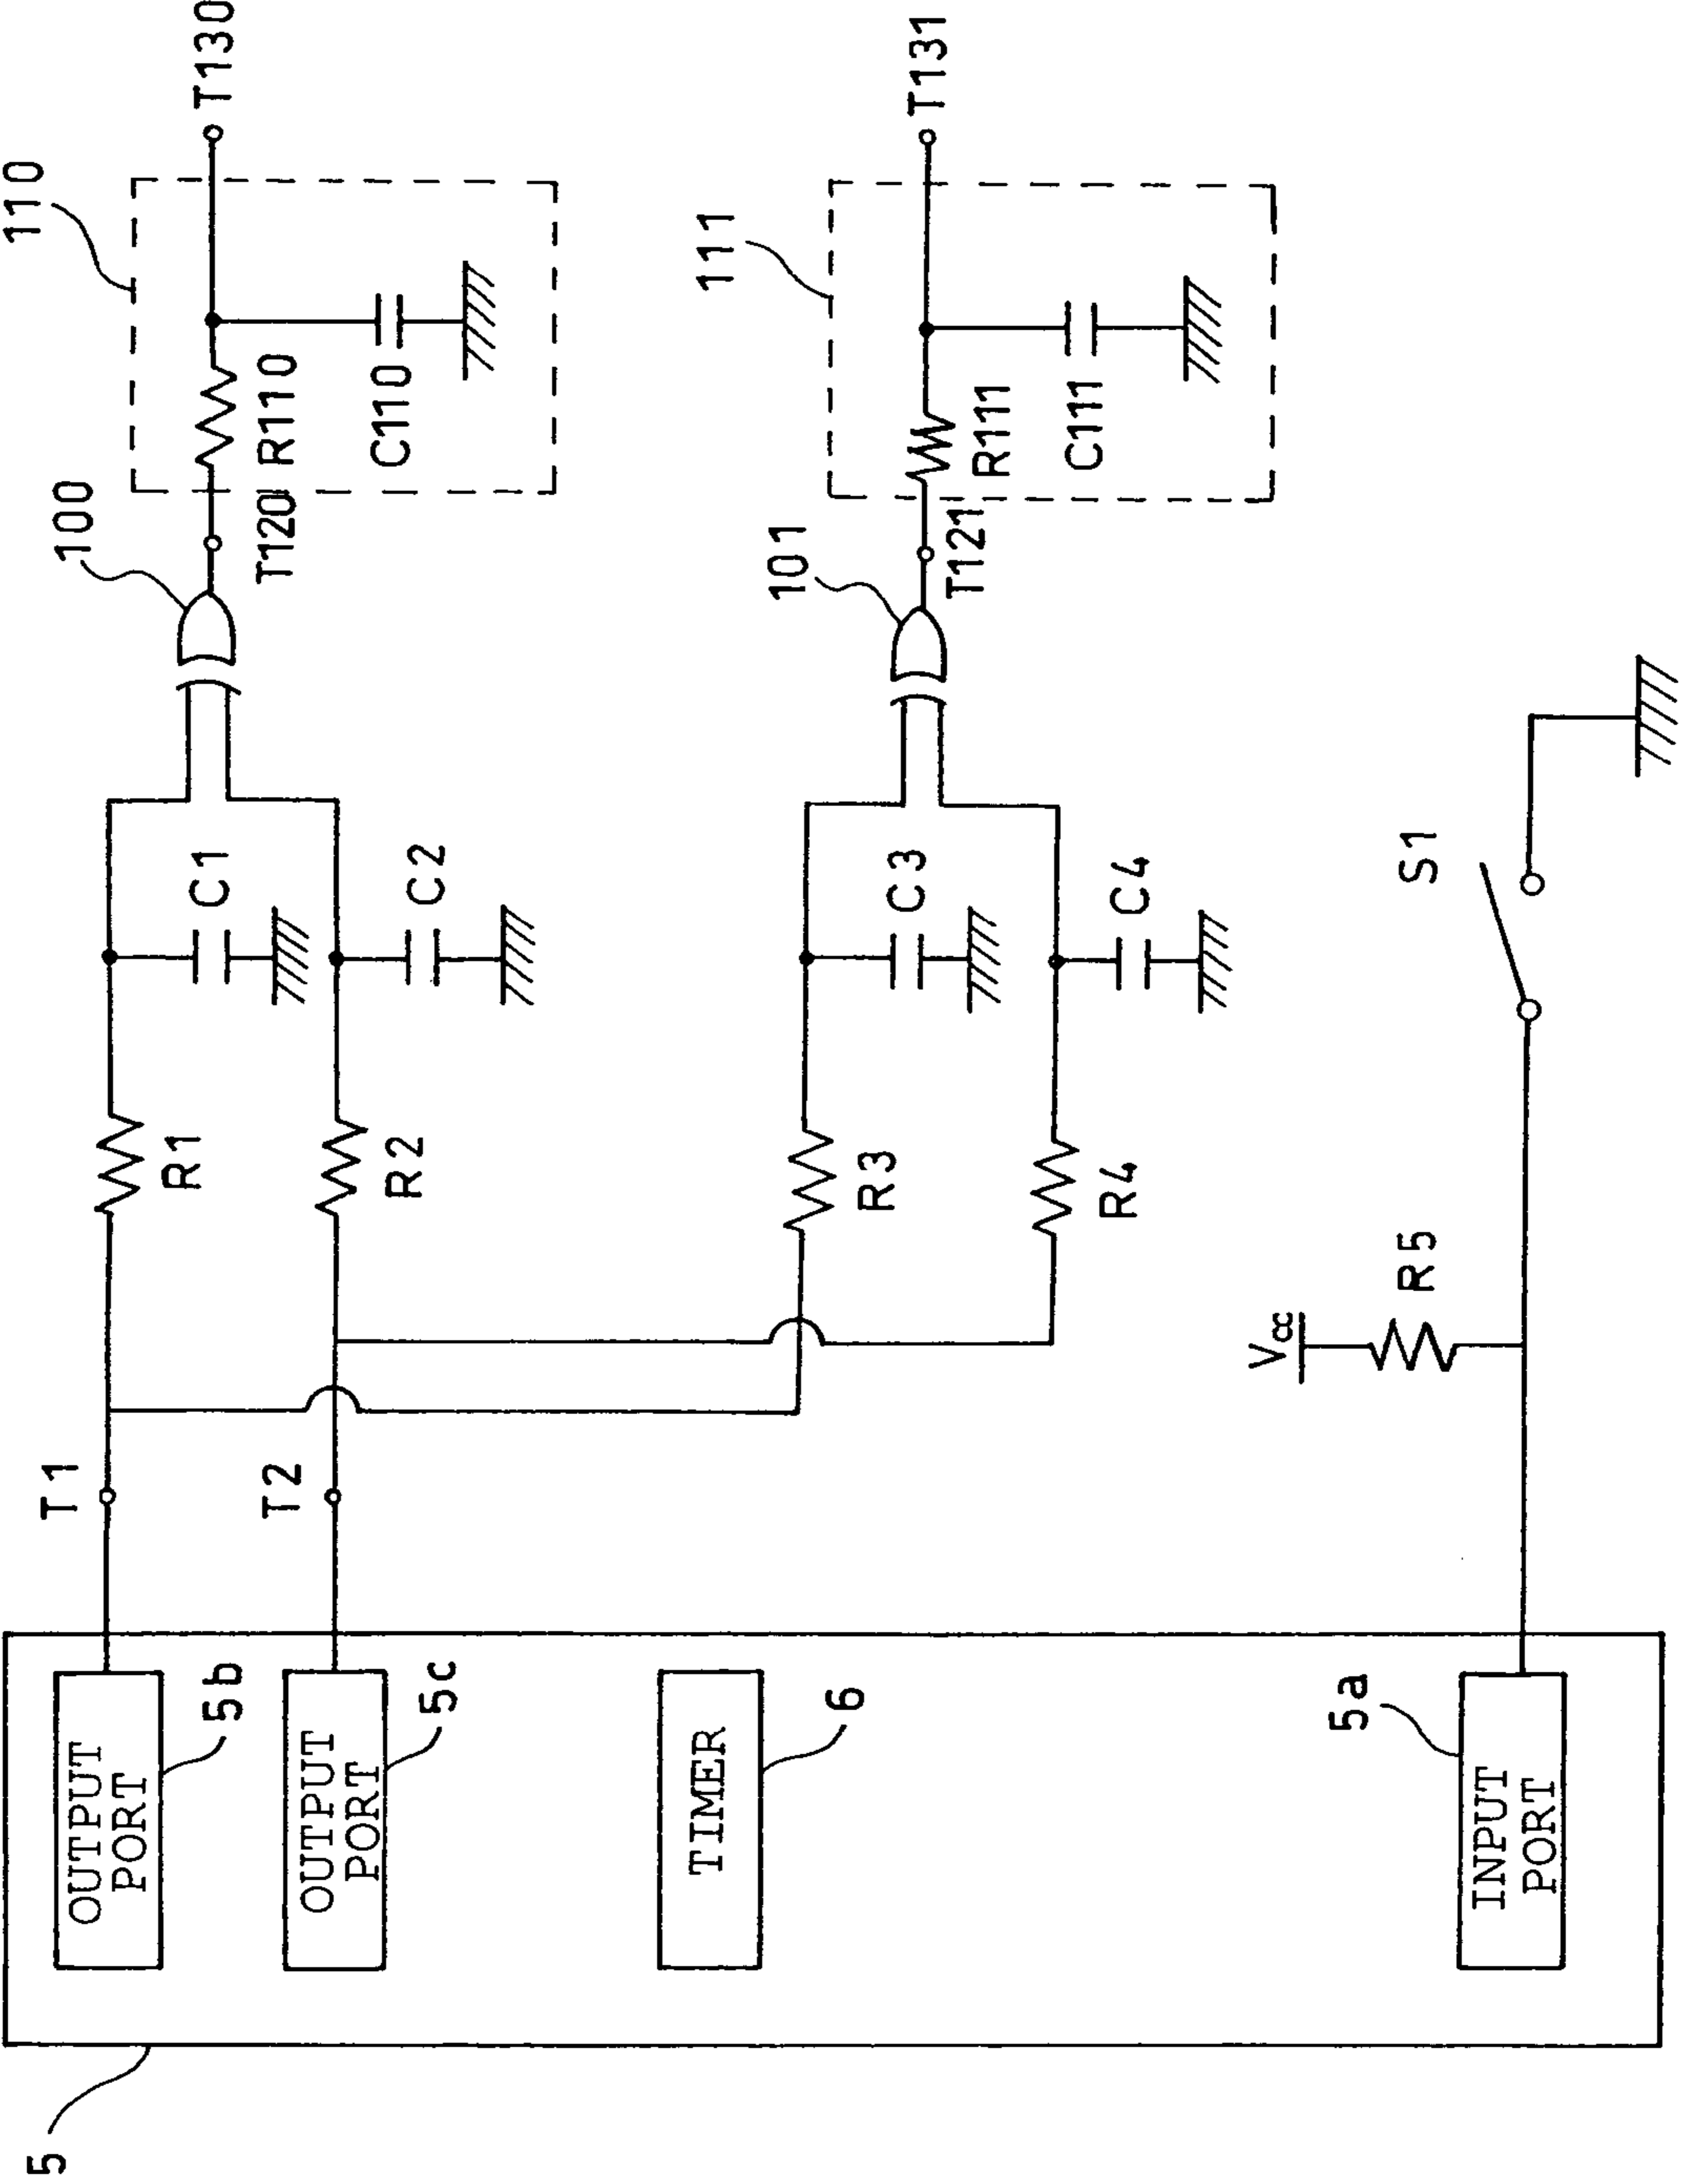 5
OUTPUT
PORT
5b
T1
R1
C1
100
T120
R110
C110
110
T130
OUTPUT
PORT
5c
T2
R2
C2
TIMER
6
R3
C3
R4
C4
101
T121
R111
C111
111
T131
INPUT
PORT
5a
Vcc
R5
S1